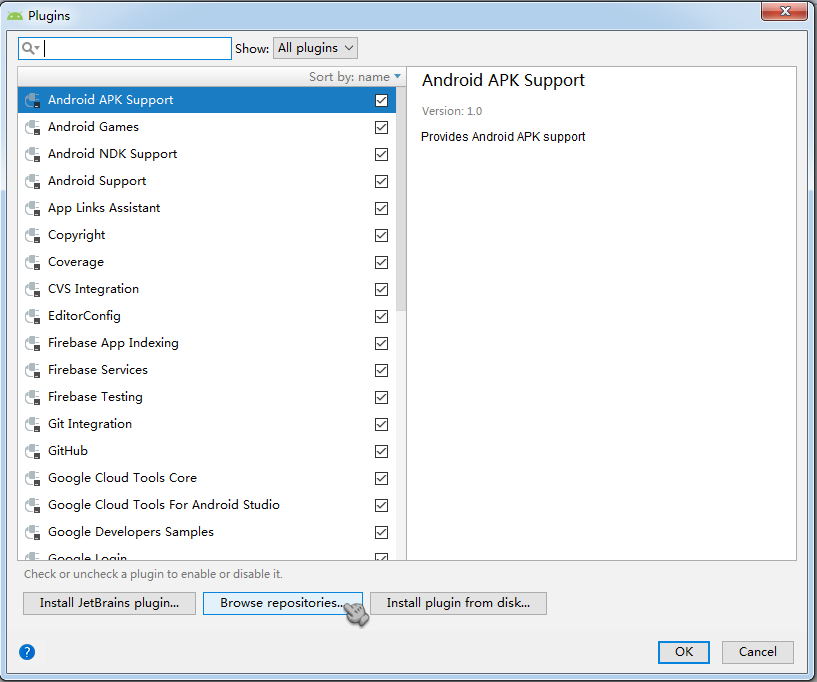 Plugins
Show: All plugins
Sort by: name
Android APK Support
Android Games
Android NDK Support
Android Support
App Links Assistant
Copyright
Coverage
CVS Integration
EditorConfig
Firebase App Indexing
Firebase Services
Firebase Testing
Git Integration
GitHub
Google Cloud Tools Core
Google Cloud Tools For Android Studio
Google Developers Samples
Google Login
Android APK Support
Version: 1.0
Provides Android APK support
Check or uncheck a plugin to enable or disable it.
Install JetBrains plugin... Browse repositories... Install plugin from disk...
? OK Cancel